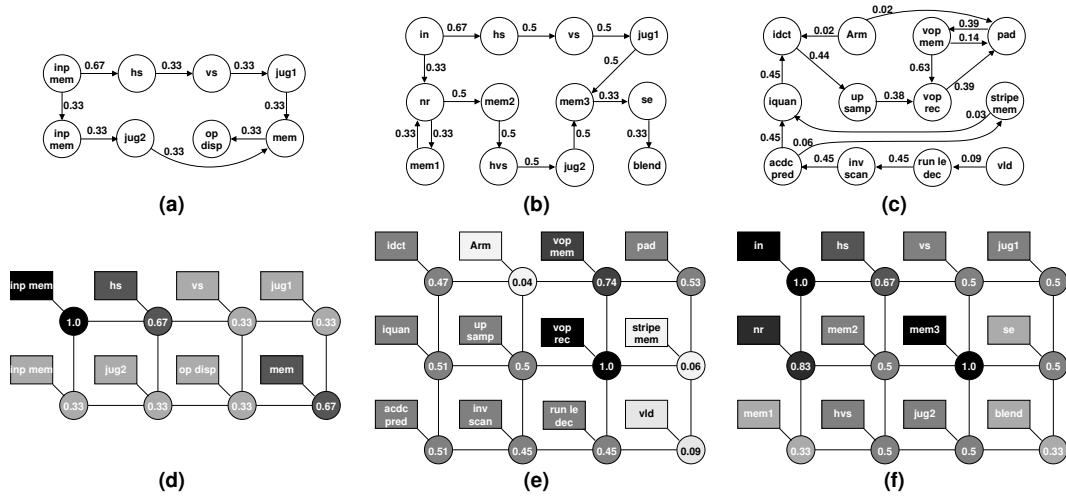 inp
mem
0.67
hs
0.33
vs
0.33
jug1
0.33
0.33
inp
mem
0.33
jug2
op
disp
0.33
mem
0.33
(a)
in
0.67
hs
0.5
vs
0.5
jug1
0.33
0.5
nr
0.5
mem2
mem3
0.33
se
0.33
0.33
0.5
0.5
0.33
mem1
hvs
0.5
jug2
blend
(b)
0.02
idct
0.02
Arm
vop
mem
0.39
0.14
pad
0.44
0.63
0.45
iquan
up
samp
0.38
vop
rec
0.39
stripe
mem
0.03
0.45
0.06
acdc
pred
0.45
inv
scan
0.45
run le
dec
0.09
vld
(c)
inp mem
hs
vs
jug1
1.0
0.67
0.33
0.33
inp mem
jug2
op disp
mem
0.33
0.33
0.33
0.67
(d)
idct
Arm
vop
mem
pad
0.47
0.04
0.74
0.53
iquan
up
samp
vop
rec
stripe
mem
0.51
0.5
1.0
0.06
acdc
pred
inv
scan
run le
dec
vld
0.51
0.45
0.45
0.09
(e)
in
hs
vs
jug1
1.0
0.67
0.5
0.5
nr
mem2
mem3
se
0.83
0.5
1.0
0.5
mem1
hvs
jug2
blend
0.33
0.5
0.5
0.33
(f)